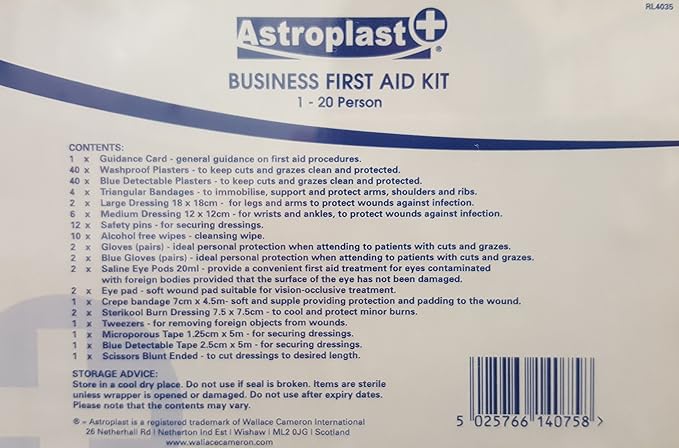 RL4035
Astroplast ®
BUSINESS FIRST AID KIT
1 - 20 Person
CONTENTS:
1 x Guidance Card - general guidance on first aid procedures.
40 x Washproof Plasters - to keep cuts and grazes clean and protected.
40 x Blue Detectable Plasters - to keep cuts and grazes clean and protected.
4 x Triangular Bandages - to immobilise, support and protect arms, shoulders and ribs.
2 x Large Dressing 18 x 18cm - for legs and arms to protect wounds against infection.
6 x Medium Dressing 12 x 12cm - for wrists and ankles, to protect wounds against infection.
12 x Safety pins - for securing dressings.
10 x Alcohol free wipes - cleansing wipe.
2 x Gloves (pairs) - ideal personal protection when attending to patients with cuts and grazes.
2 x Blue Gloves (pairs) - ideal personal protection when attending to patients with cuts and grazes.
2 x Saline Eye Pods 20ml - provide a convenient first aid treatment for eyes contaminated
with foreign bodies provided that the surface of the eye has not been damaged.
2 x Eye pad - soft wound pad suitable for vision-occlusive treatment.
1 x Crepe bandage 7cm x 4.5m- soft and supple providing protection and padding to the wound.
2 x Sterikool Burn Dressing 7.5 x 7.5cm - to cool and protect minor burns.
1 x Tweezers - for removing foreign objects from wounds.
1 x Microporous Tape 1.25cm x 5m - for securing dressings.
1 x Blue Detectable Tape 2.5cm x 5m - for securing dressings.
1 x Scissors Blunt Ended - to cut dressings to desired length.
STORAGE ADVICE:
Store in a cool dry place. Do not use if seal is broken. Items are sterile
unless wrapper is opened or damaged. Do not use after expiry dates.
Please note that the contents may vary.
® = Astroplast is a registered trademark of Wallace Cameron International
26 Netherhall Rd | Netherton Ind Est | Wishaw | ML2 0JG | Scotland
www.wallacecameron.com
5 025766 140758 >